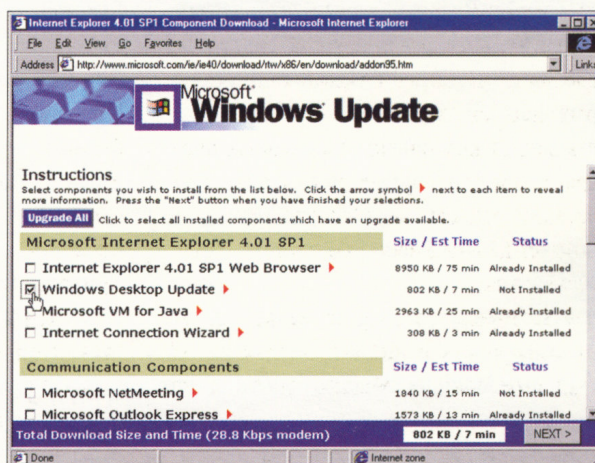 Internet Explorer 4.01 SP1 Component Download - Microsoft Internet Explorer
File Edit View Go Favorites Help
Address http://www.microsoft.com/ie/ie40/download/rtw/x86/en/download/addon95.htm Links
Microsoft®
Windows Update
Instructions
Select components you wish to install from the list below. Click the arrow symbol next to each item to reveal
more information. Press the "Next" button when you have finished your selections.
Upgrade All Click to select all installed components which have an upgrade available.
Microsoft Internet Explorer 4.01 SP1 Size / Est Time Status
Internet Explorer 4.01 SP1 Web Browser 8950 KB / 75 min Already Installed
Windows Desktop Update 802 KB / 7 min Not Installed
Microsoft VM for Java 2963 KB / 25 min Already Installed
Internet Connection Wizard 308 KB / 3 min Already Installed
Communication Components Size / Est Time Status
Microsoft NetMeeting 1840 KB / 15 min Not Installed
Microsoft Outlook Express 1573 KB / 13 min Already Installed
Total Download Size and Time (28.8 Kbps modem) 802 KB / 7 min NEXT >
Done Internet zone